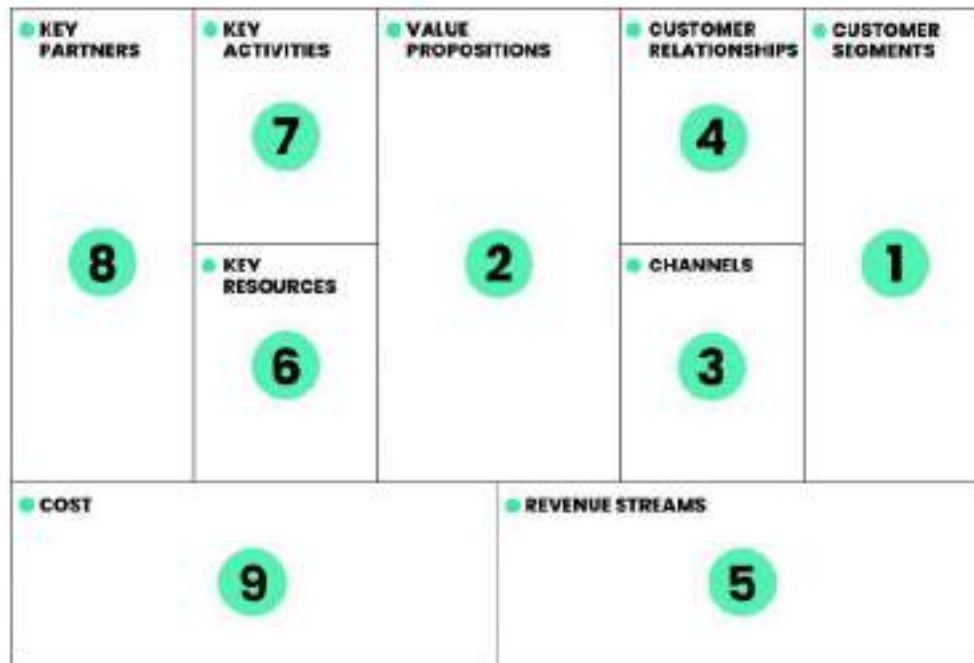 KEY
PARTNERS
8
KEY
ACTIVITIES
7
KEY
RESOURCES
6
VALUE
PROPOSITIONS
2
CUSTOMER
RELATIONSHIPS
4
CHANNELS
3
CUSTOMER
SEGMENTS
1
COST
9
REVENUE STREAMS
5